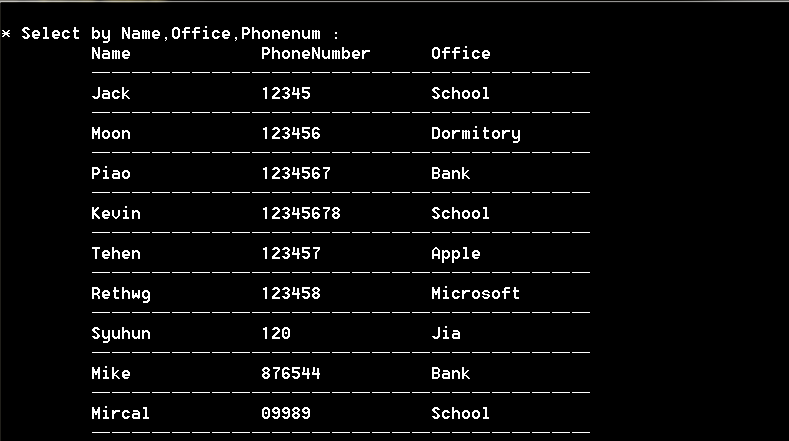 * Select by Name,Office,Phonenum :
Name PhoneNumber Office
Jack 12345 School
Moon 123456 Dormitory
Piao 1234567 Bank
Kevin 12345678 School
Tehen 123457 Apple
Rethwg 123458 Microsoft
Syuhun 120 Jia
Mike 876544 Bank
Mircal 09989 School